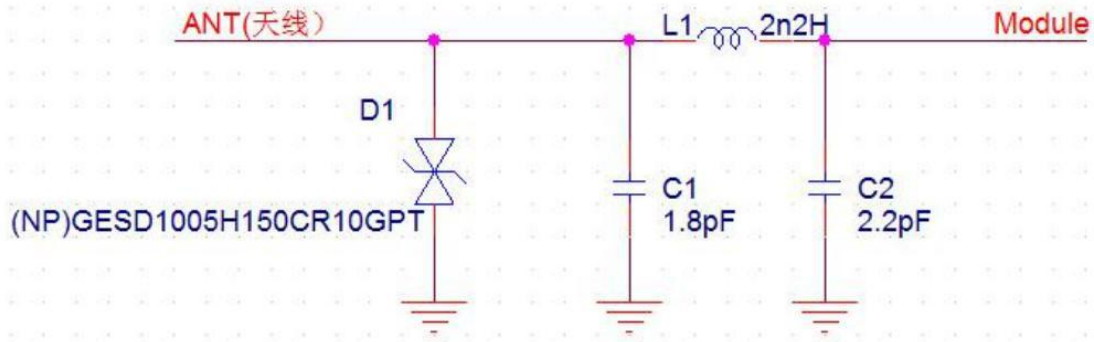 ANT(天线）
L1
2n2H
Module
D1
(NP)GESD1005H150CR10GPT
C1
1.8pF
C2
2.2pF